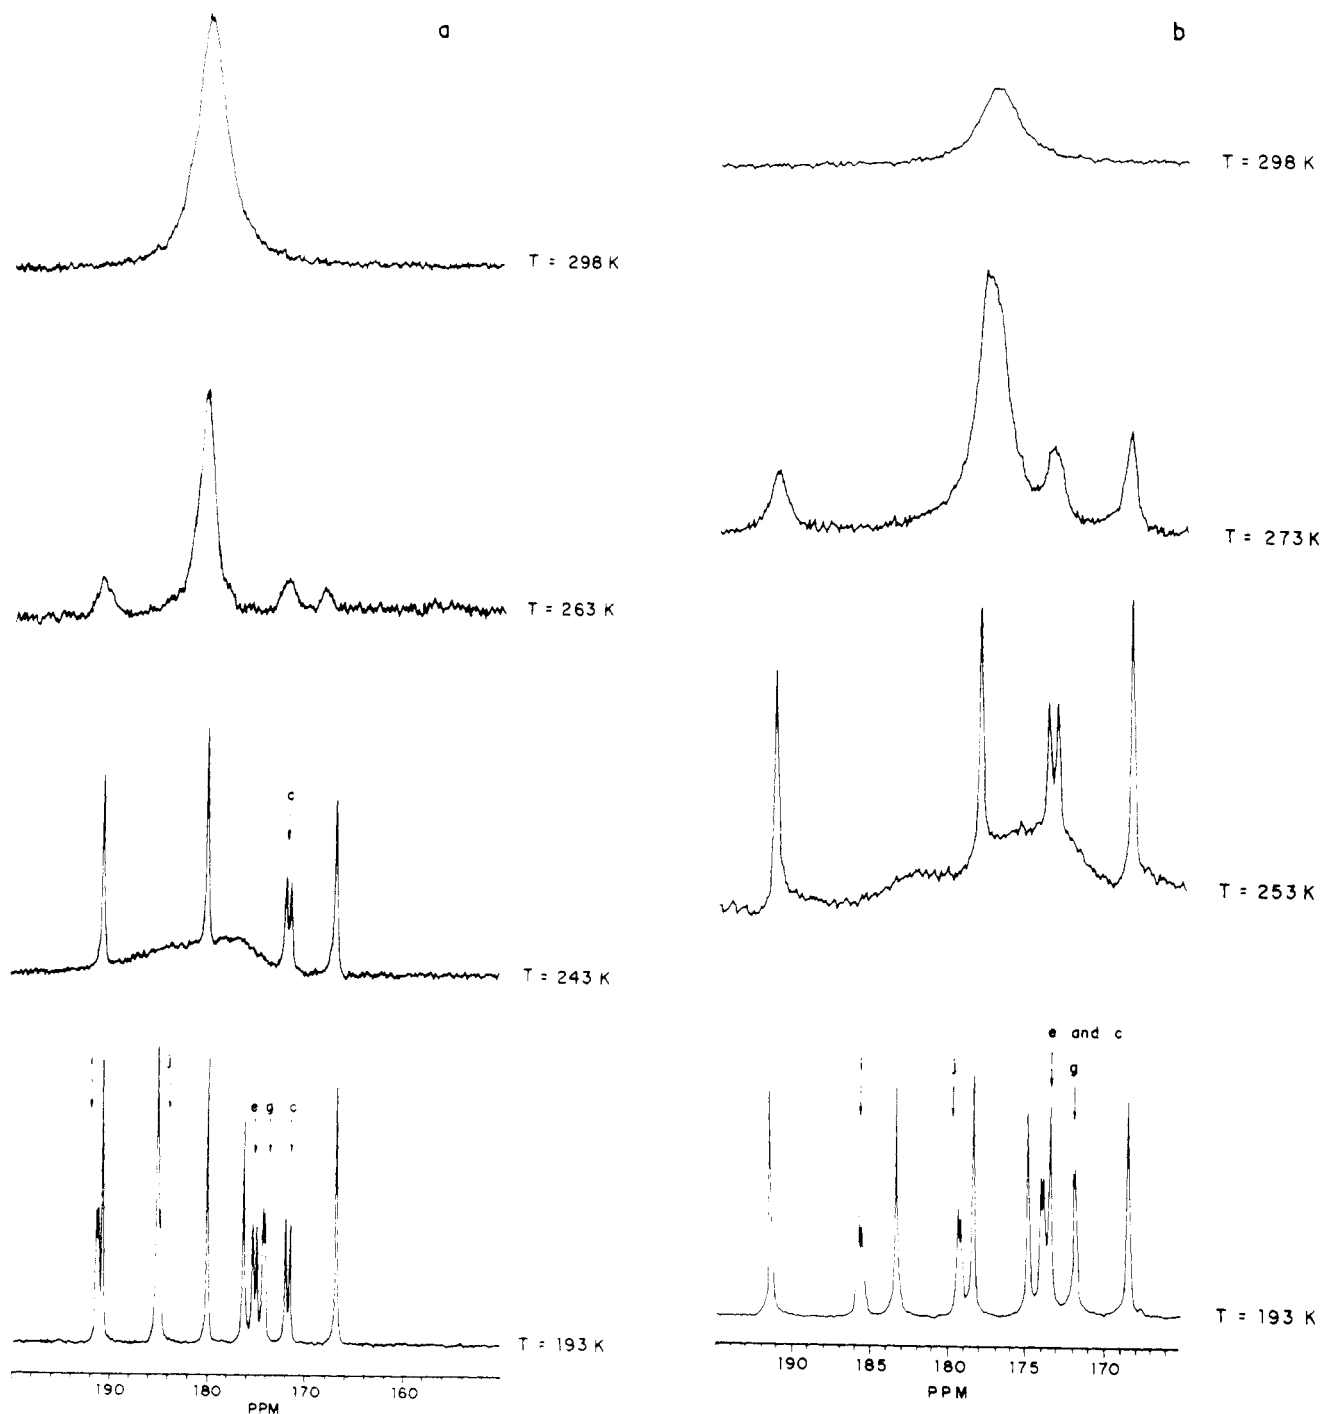 a
T = 298 K
T = 263 K
c
T = 243 K
i
j
e g c
T = 193 K
190 180 170 160
PPM
b
T = 298 K
T = 273 K
T = 253 K
e and c
i
j
g
T = 193 K
190 185 180 175 170
PPM